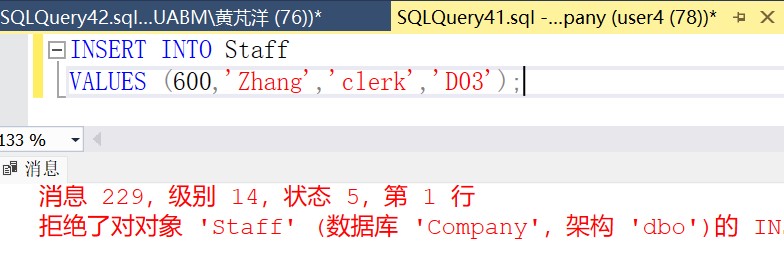 SQLQuery42.sql...UABM\黄芃洋 (76))*
SQLQuery41.sql -...pany (user4 (78))*
INSERT INTO Staff
VALUES (600,'Zhang','clerk','D03');
133 %
消息
消息 229, 级别 14, 状态 5, 第 1 行
拒绝了对对象 'Staff' (数据库 'Company', 架构 'dbo')的 IN